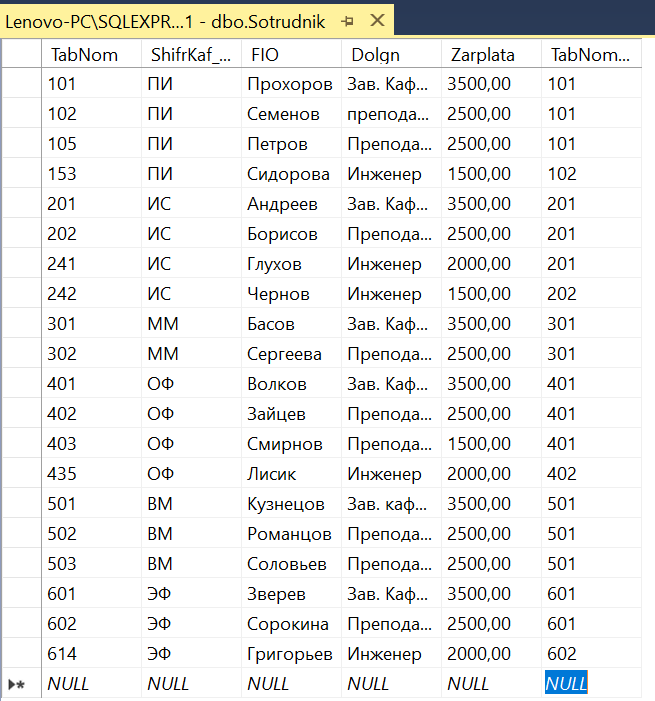 Lenovo-PC\SQLEXPR...1 - dbo.Sotrudnik
TabNom ShifrKaf_... FIO Dolgn Zarplata TabNom...
101 ПИ Прохоров Зав. Каф... 3500,00 101
102 ПИ Семенов препода... 2500,00 101
105 ПИ Петров Препода... 2500,00 101
153 ПИ Сидорова Инженер 1500,00 102
201 ИС Андреев Зав. Каф... 3500,00 201
202 ИС Борисов Препода... 2500,00 201
241 ИС Глухов Инженер 2000,00 201
242 ИС Чернов Инженер 1500,00 202
301 ММ Басов Зав. Каф... 3500,00 301
302 ММ Сергеева Препода... 2500,00 301
401 ОФ Волков Зав. Каф... 3500,00 401
402 ОФ Зайцев Препода... 2500,00 401
403 ОФ Смирнов Препода... 1500,00 401
435 ОФ Лисик Инженер 2000,00 402
501 ВМ Кузнецов Зав. каф... 3500,00 501
502 ВМ Романцов Препода... 2500,00 501
503 ВМ Соловьев Препода... 2500,00 501
601 ЭФ Зверев Зав. Каф... 3500,00 601
602 ЭФ Сорокина Препода... 2500,00 601
614 ЭФ Григорьев Инженер 2000,00 602
NULL NULL NULL NULL NULL NULL